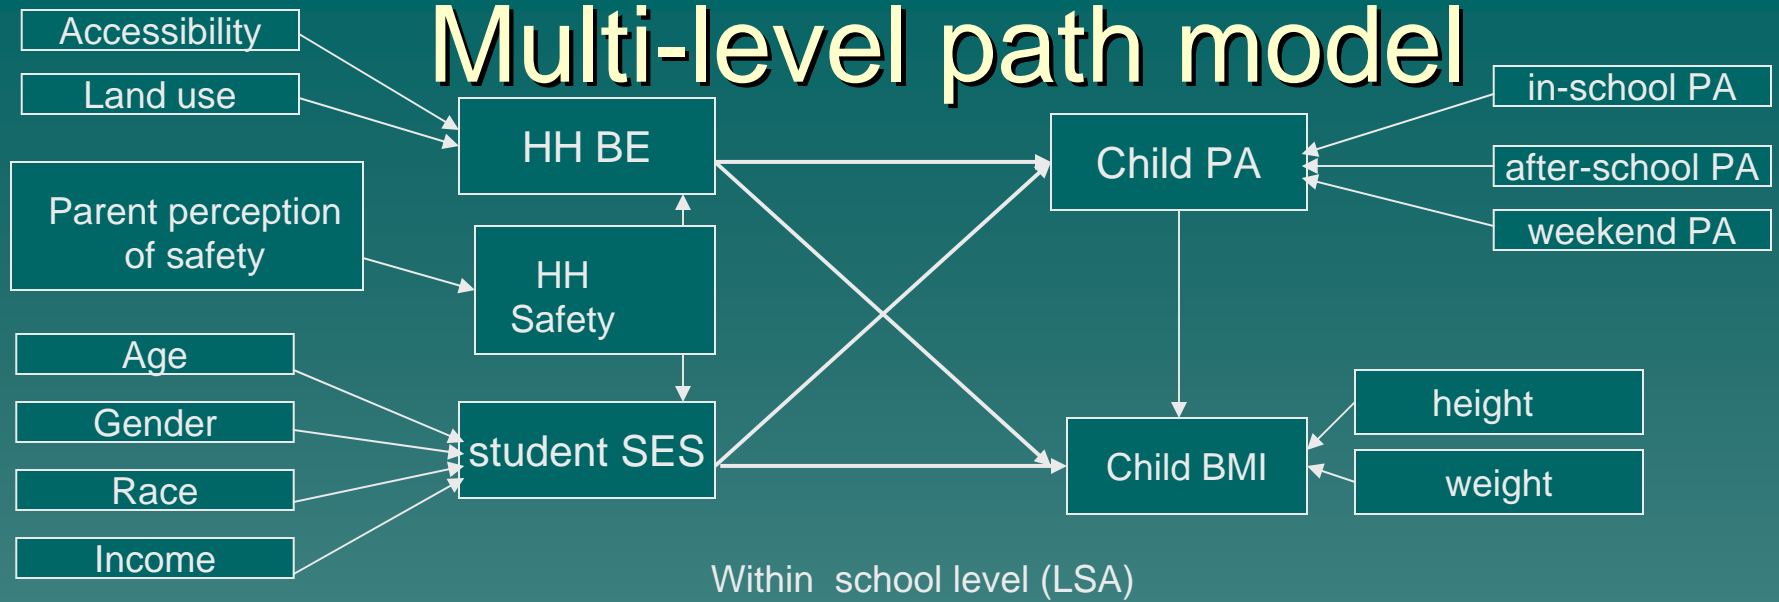 Multi-level path model
Accessibility
Land use
Parent perception
of safety
Age
Gender
Race
Income
HH BE
HH
Safety
student SES
Child PA
Child BMI
in-school PA
after-school PA
weekend PA
height
weight
Within school level (LSA)